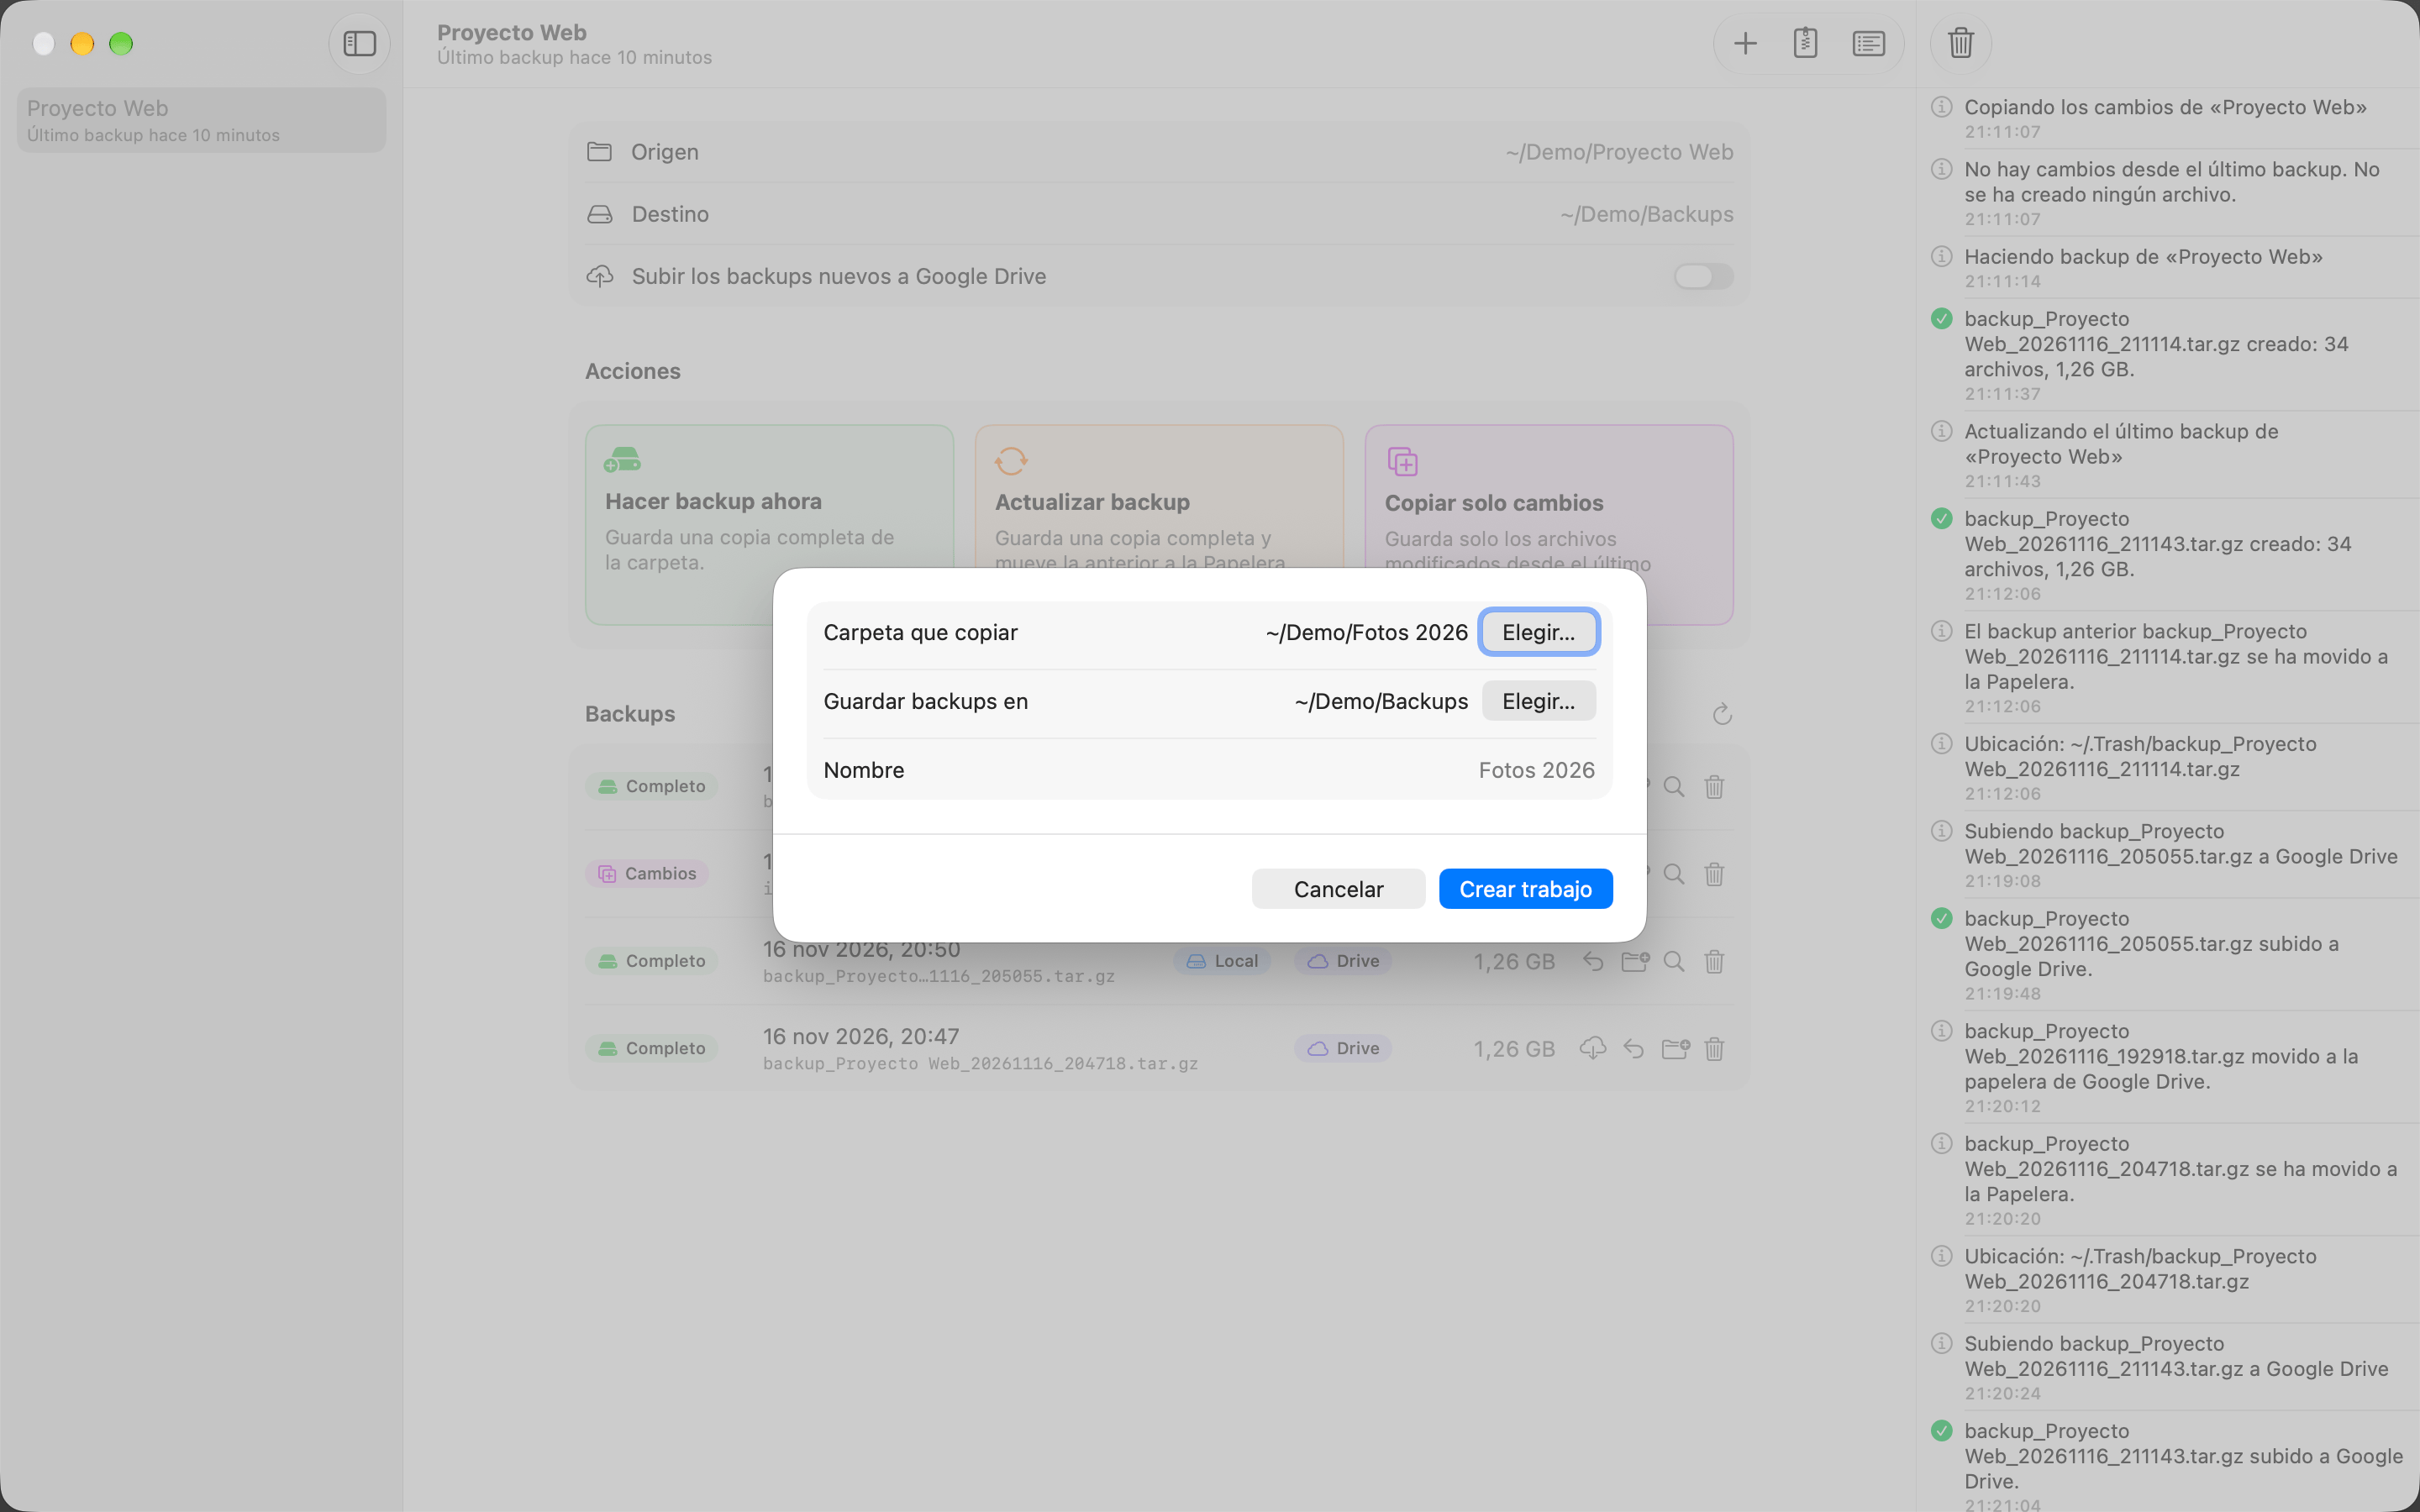 Proyecto Web
Último backup hace 10 minutos
Proyecto Web
Último backup hace 10 minutos
Origen
~/Demo/Proyecto Web
Destino
~/Demo/Backups
Subir los backups nuevos a Google Drive
Acciones
Hacer backup ahora
Guarda una copia completa de
la carpeta.
Actualizar backup
Guarda una copia completa y
mueve la anterior a la Papelera
Copiar solo cambios
Guarda solo los archivos
modificados desde el último
Carpeta que copiar
~/Demo/Fotos 2026
Elegir...
Guardar backups en
~/Demo/Backups
Elegir...
Nombre
Fotos 2026
Cancelar
Crear trabajo
Backups
Completo
Cambios
Completo
16 nov 2026, 20:50
backup_Proyecto…1116_205055.tar.gz
Local
Drive
1,26 GB
Completo
16 nov 2026, 20:47
backup_Proyecto Web_20261116_204718.tar.gz
Drive
1,26 GB
Copiando los cambios de «Proyecto Web»
21:11:07
No hay cambios desde el último backup. No
se ha creado ningún archivo.
21:11:07
Haciendo backup de «Proyecto Web»
21:11:14
backup_Proyecto
Web_20261116_211114.tar.gz creado: 34
archivos, 1,26 GB.
21:11:37
Actualizando el último backup de
«Proyecto Web»
21:11:43
backup_Proyecto
Web_20261116_211143.tar.gz creado: 34
archivos, 1,26 GB.
21:12:06
El backup anterior backup_Proyecto
Web_20261116_211114.tar.gz se ha movido a
la Papelera.
21:12:06
Ubicación: ~/.Trash/backup_Proyecto
Web_20261116_211114.tar.gz
21:12:06
Subiendo backup_Proyecto
Web_20261116_205055.tar.gz a Google Drive
21:19:08
backup_Proyecto
Web_20261116_205055.tar.gz subido a
Google Drive.
21:19:48
backup_Proyecto
Web_20261116_192918.tar.gz movido a la
papelera de Google Drive.
21:20:12
backup_Proyecto
Web_20261116_204718.tar.gz se ha movido a
la Papelera.
21:20:20
Ubicación: ~/.Trash/backup_Proyecto
Web_20261116_204718.tar.gz
21:20:20
Subiendo backup_Proyecto
Web_20261116_211143.tar.gz a Google Drive
21:20:24
backup_Proyecto
Web_20261116_211143.tar.gz subido a Google
Drive.
21:21:04